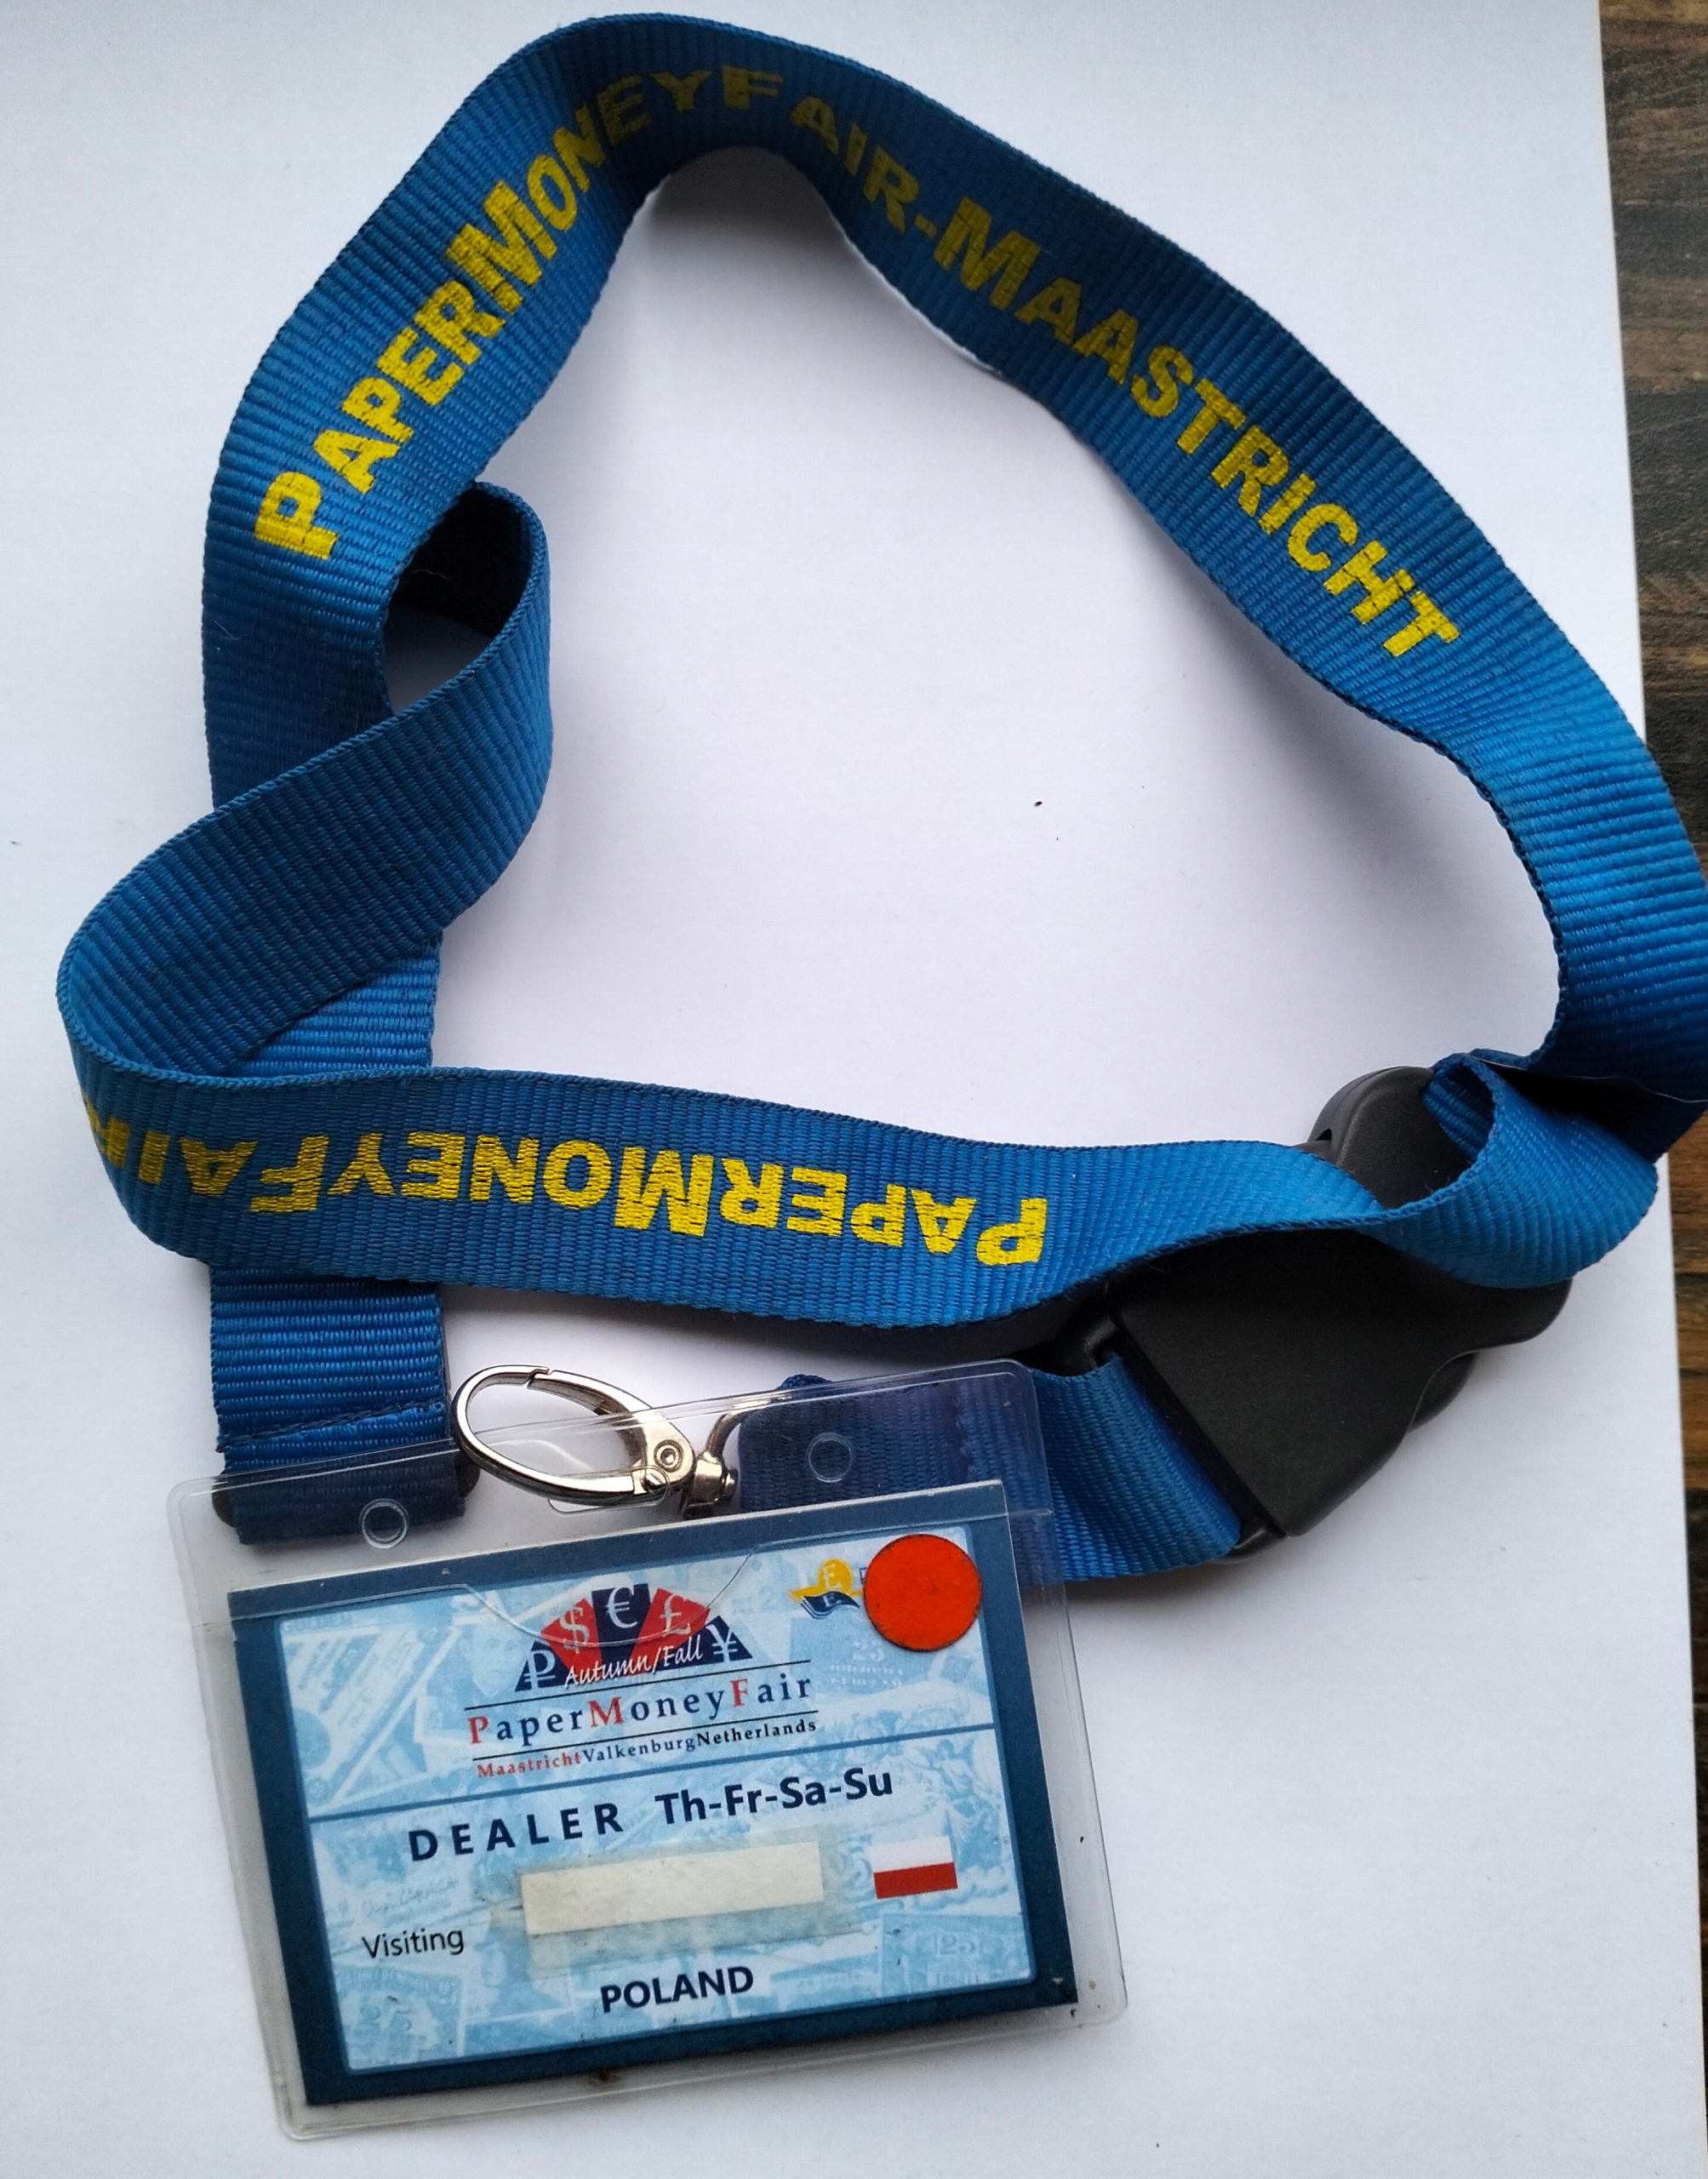 PAPERMONEYFAIR-MAASTRICHT
PAPERMONEYFAIR
₽ $ € £ ¥
Autumn/Fall
PaperMoneyFair
MaastrichtValkenburgNetherlands
DEALER Th-Fr-Sa-Su
Visiting
POLAND